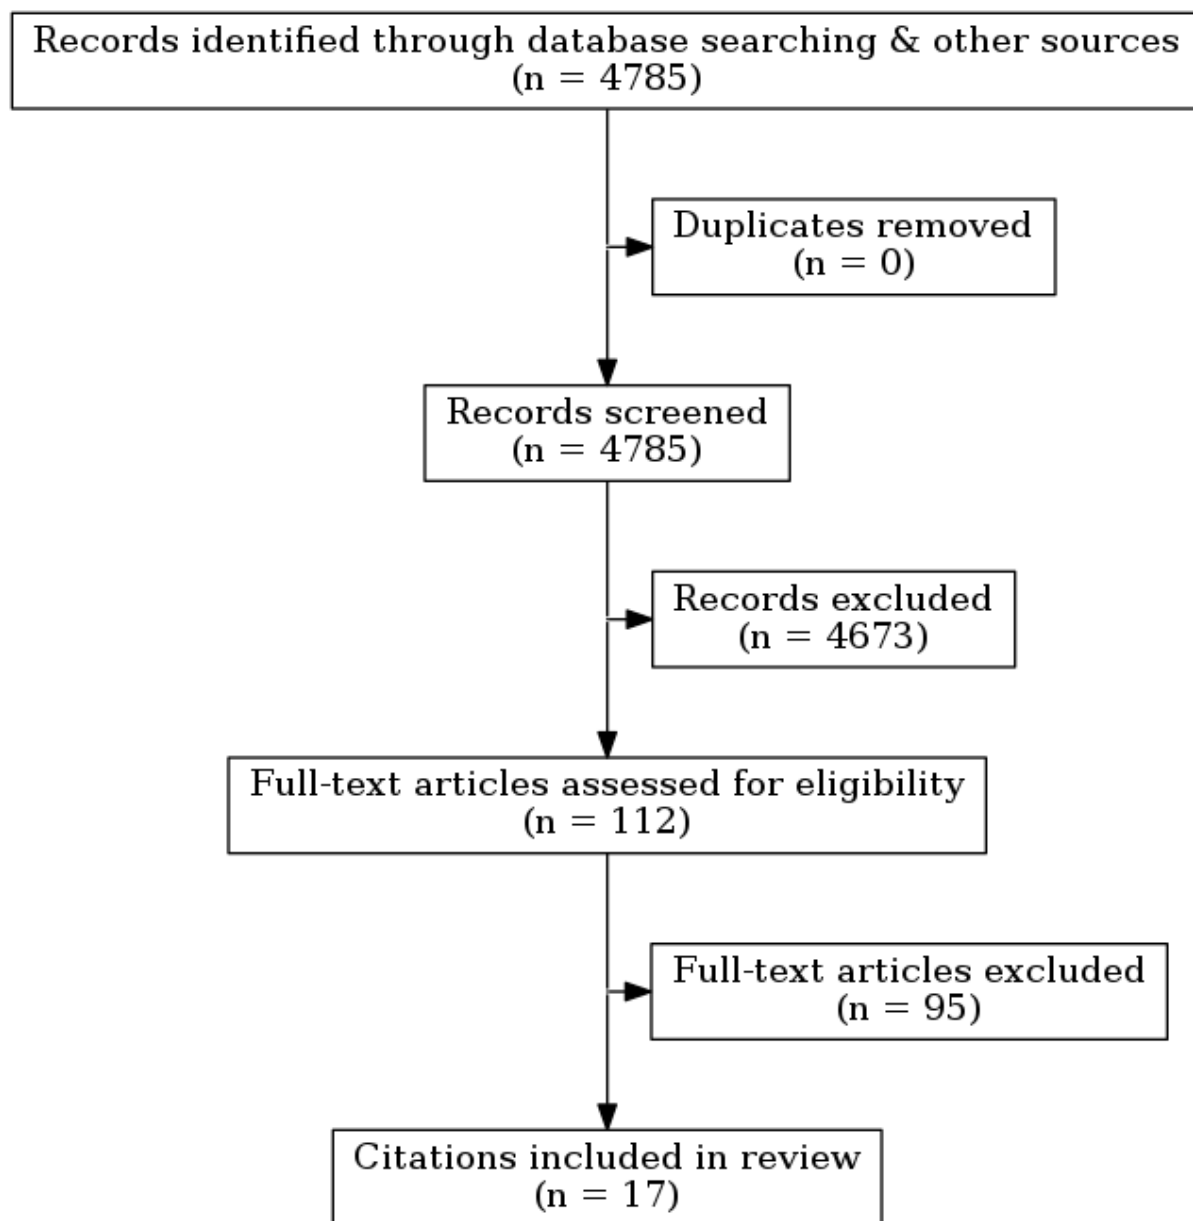 Records identified through database searching & other sources
(n = 4785)
Duplicates removed
(n = 0)
Records screened
(n = 4785)
Records excluded
(n = 4673)
Full-text articles assessed for eligibility
(n = 112)
Full-text articles excluded
(n = 95)
Citations included in review
(n = 17)